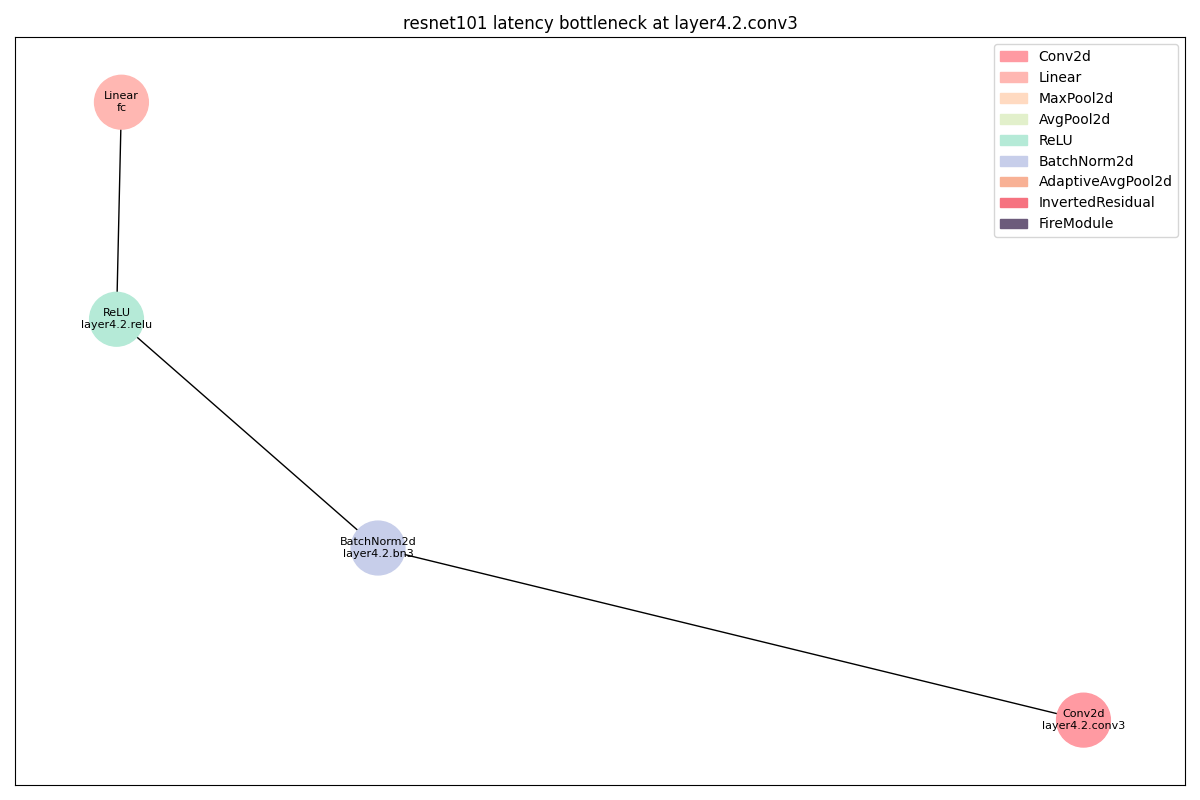 resnet101 latency bottleneck at layer4.2.conv3
Conv2d
Linear
MaxPool2d
AvgPool2d
ReLU
BatchNorm2d
AdaptiveAvgPool2d
InvertedResidual
FireModule
Linear
fc
ReLU
layer4.2.relu
BatchNorm2d
layer4.2.bn3
Conv2d
layer4.2.conv3